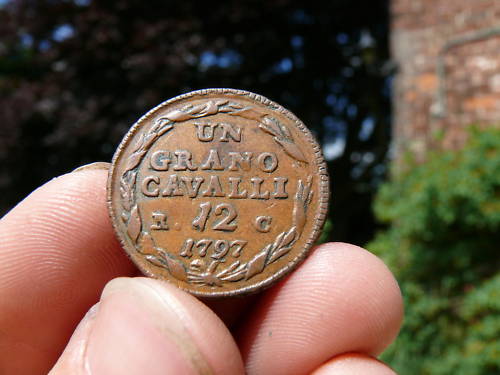 UN
GRANO
CAVALLI
R 12 C
1797